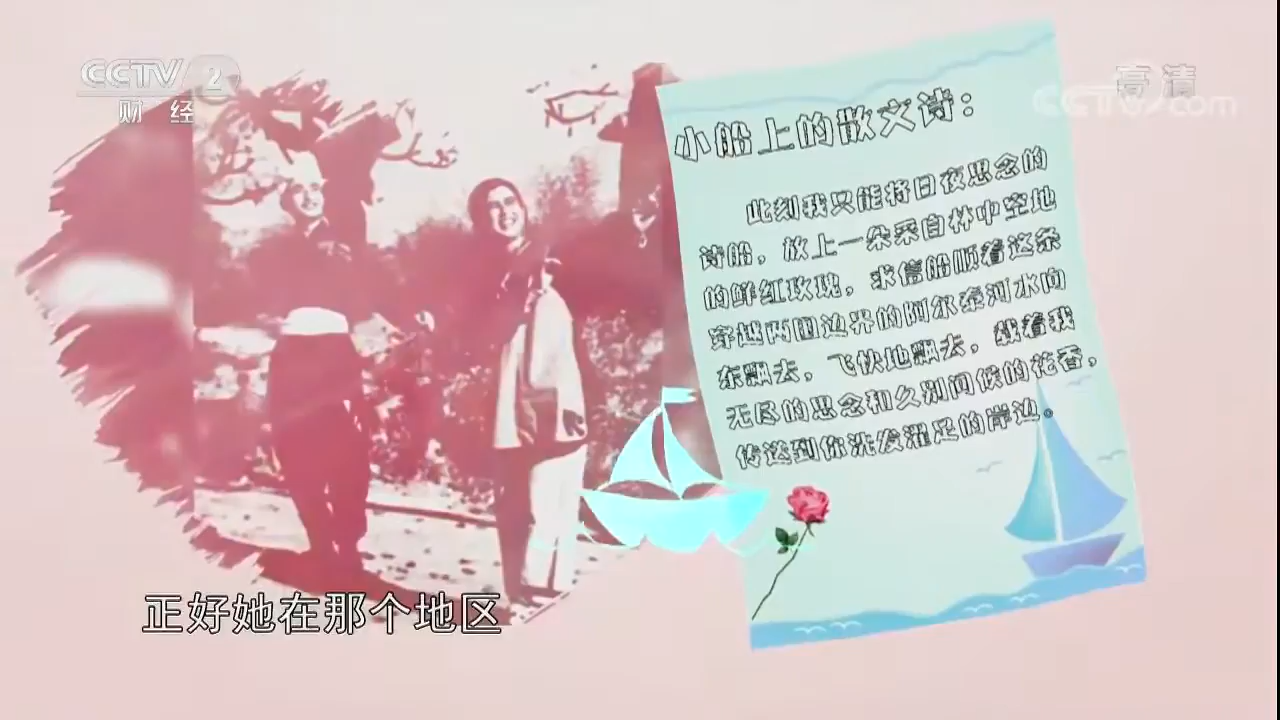 CCTV 2
财经
高清
CCTV.com
小船上的散文诗：
此刻我只能将日夜思念的
诗船，放上一朵采自林中空地
的鲜红玫瑰，求信船顺着这条
穿越两国边界的阿尔泰河水向
东飘去，飞快地飘去，载着我
无尽的思念和久别问候的花香，
传送到你洗发濯足的岸边。
正好她在那个地区